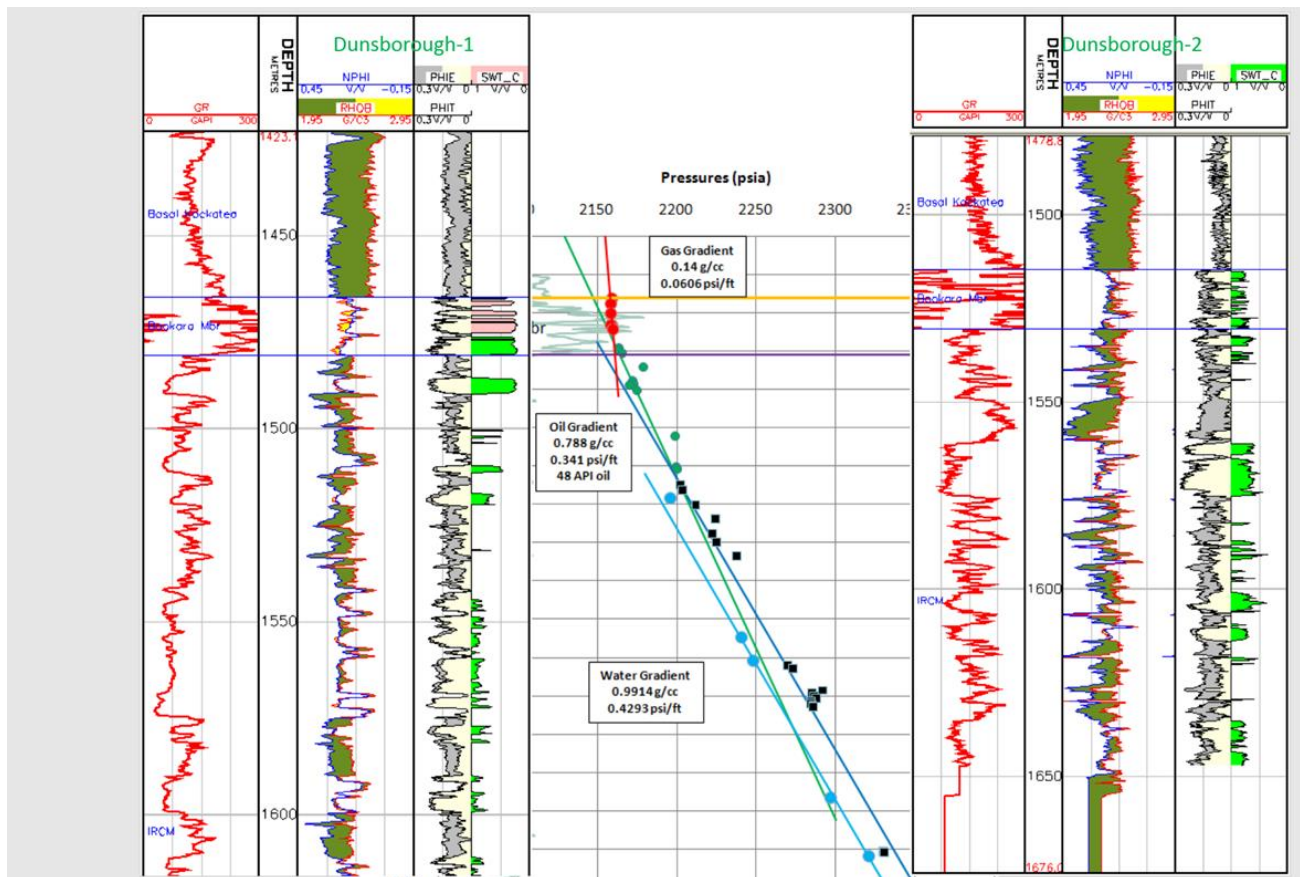 Dunsborough-1
DEPTH
METRES
NPHI
0.45 V/V -0.15
RHOB
1.95 G/C3 2.95
GR
0 GAPI 300
PHIE
0.3 V/V 0
PHIT
0.3 V/V 0
SWT_C
1 V/V 0
1423.
Basal Kockatea
1450
Bookara Mbr
1500
1550
1600
IRCM
Pressures (psia)
2150 2200 2250 2300
Gas Gradient
0.14 g/cc
0.0606 psi/ft
br
Oil Gradient
0.788 g/cc
0.341 psi/ft
48 API oil
Water Gradient
0.9914 g/cc
0.4293 psi/ft
Dunsborough-2
DEPTH
METRES
NPHI
0.45 V/V -0.15
RHOB
1.95 G/C3 2.95
GR
0 GAPI 300
PHIE
0.3 V/V 0
PHIT
0.3 V/V 0
SWT_C
1 V/V 0
1478.8
Basal Kockatea
1500
Bookara Mbr
1550
1600
IRCM
1650
1676.0